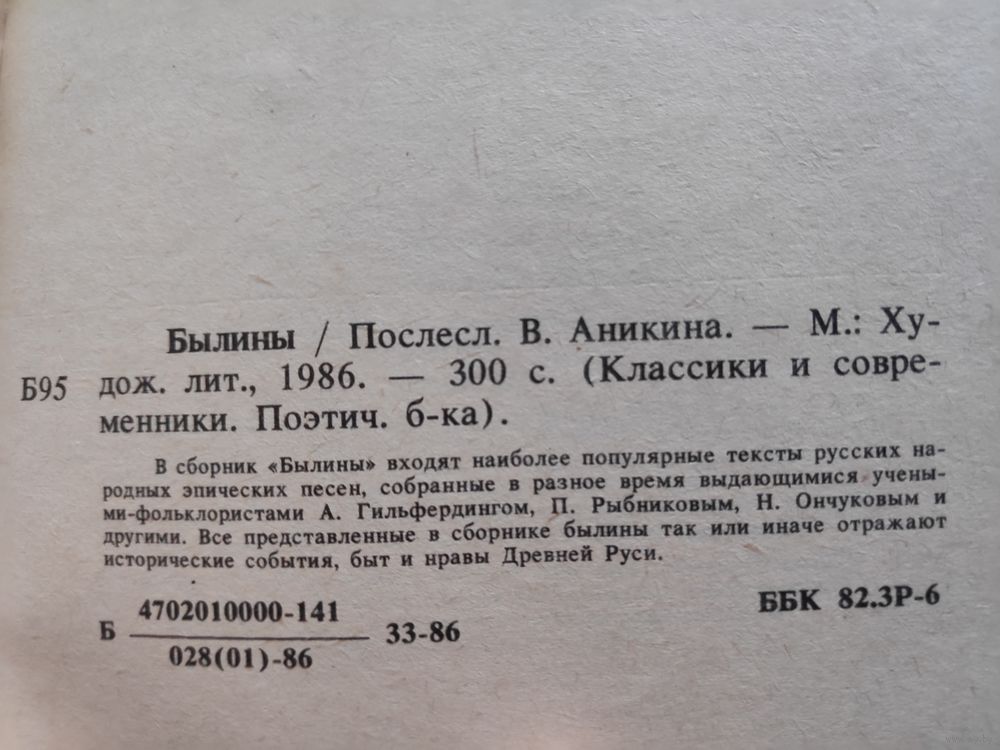 Былины / Послесл. В. Аникина. — М.: Ху-
Б95 дож. лит., 1986. — 300 с. (Классики и совре-
менники. Поэтич. б-ка).
В сборник «Былины» входят наиболее популярные тексты русских на-
родных эпических песен, собранные в разное время выдающимися учены-
ми-фольклористами А. Гильфердингом, П. Рыбниковым, Н. Ончуковым и
другими. Все представленные в сборнике былины так или иначе отражают
исторические события, быт и нравы Древней Руси.
Б 4702010000-141
028(01)-86
33-86
ББК 82.3Р-6